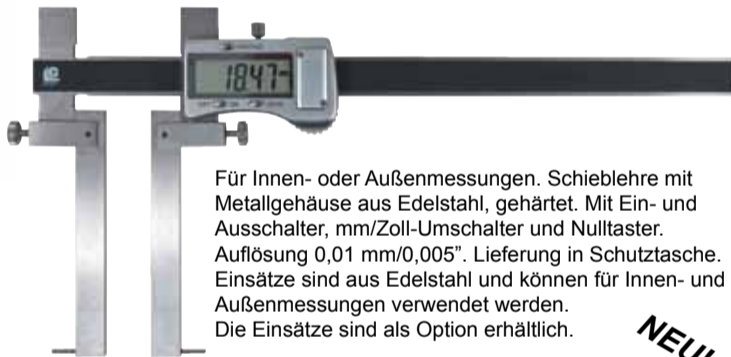 18.47
Für Innen- oder Außenmessungen. Schieblehre mit
Metallgehäuse aus Edelstahl, gehärtet. Mit Ein- und
Ausschalter, mm/Zoll-Umschalter und Nulltaster.
Auflösung 0,01 mm/0,005”. Lieferung in Schutztasche.
Einsätze sind aus Edelstahl und können für Innen- und
Außenmessungen verwendet werden.
Die Einsätze sind als Option erhältlich.